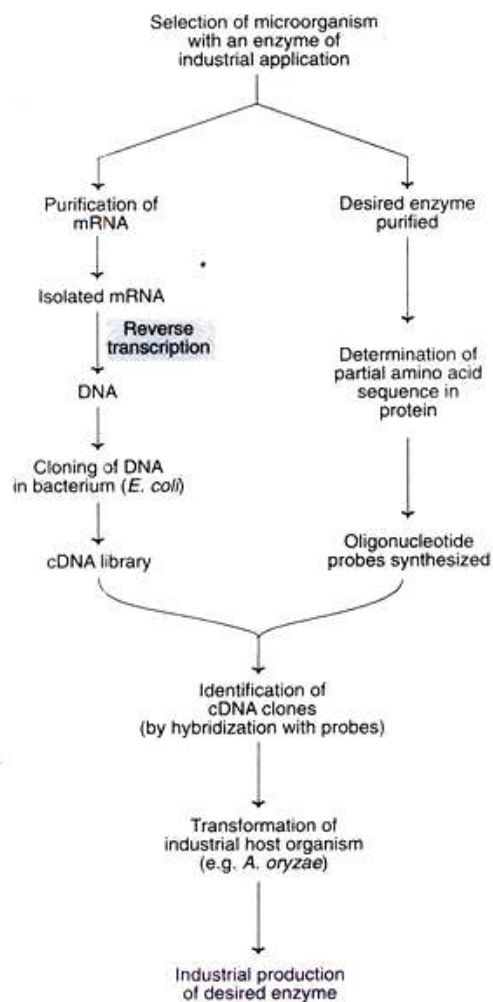 Selection of microorganism
with an enzyme of
industrial application
Purification of
mRNA
Isolated mRNA
Reverse
transcription
DNA
Cloning of DNA
in bacterium (E. coli)
cDNA library
Desired enzyme
purified
Determination of
partial amino acid
sequence in
protein
Oligonucleotide
probes synthesized
Identification of
cDNA clones
(by hybridization with probes)
Transformation of
industrial host organism
(e.g. A. oryzae)
Industrial production
of desired enzyme